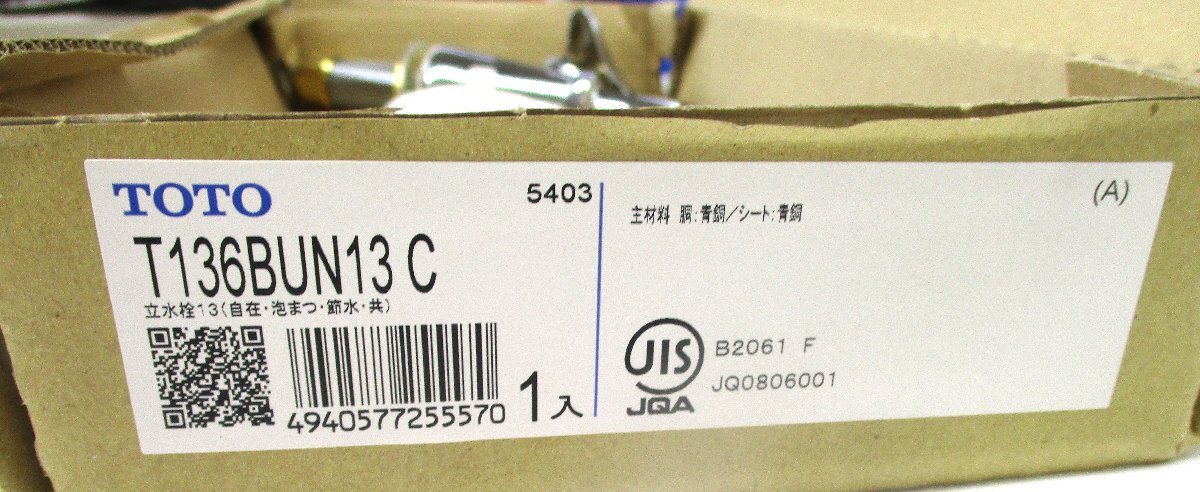 TOTO
5403
T136BUN13 C
立水栓13(自在・泡まつ・節水・共)
4940577255570
1入
主材料 胴:青銅/シート:青銅
(A)
JIS
JQA
B2061 F
JQ0806001